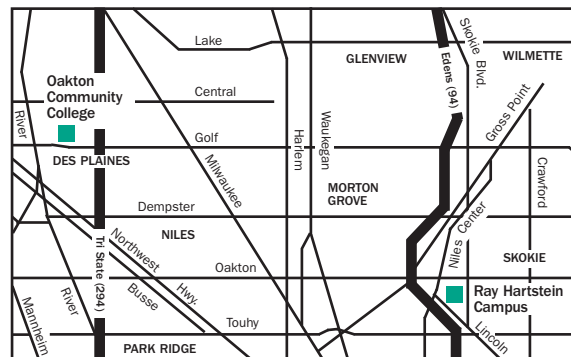 Lake
GLENVIEW
Edens (94)
Skokie Blvd.
WILMETTE
Oakton
Community
College
Central
River
Golf
Harlem
Waukegan
Gross Point
DES PLAINES
Milwaukee
Crawford
MORTON
GROVE
Dempster
NILES
Northwest
Hwy.
Tri State (294)
Niles Center
Oakton
SKOKIE
Busse
River
Mannheim
Ray Hartstein
Campus
Touhy
Lincoln
PARK RIDGE